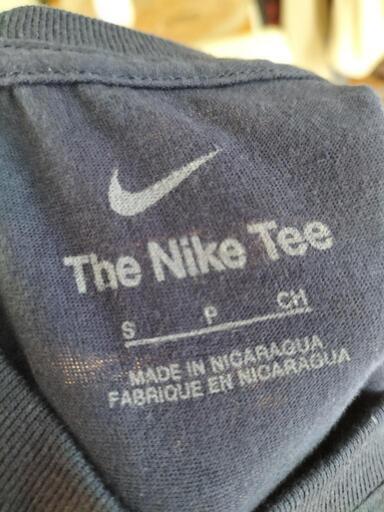 The Nike Tee
S P CH
MADE IN NICARAGUA
FABRIQUE EN NICARAGUA